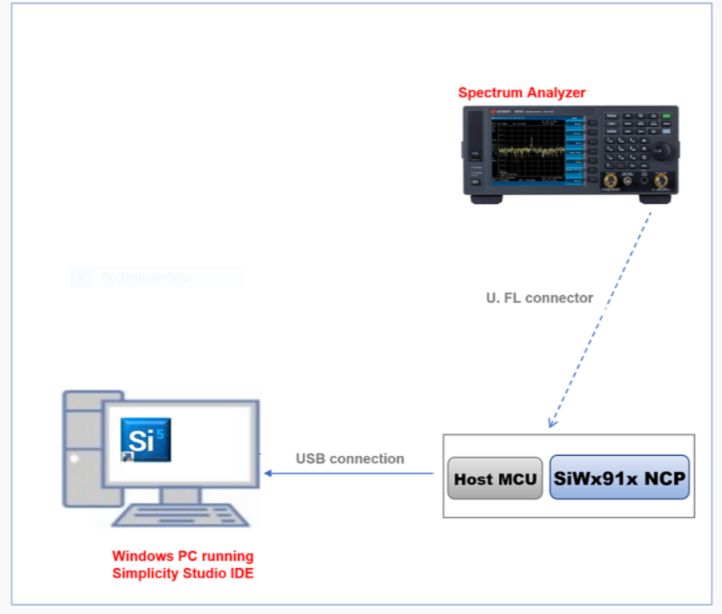 Spectrum Analyzer
U. FL connector
Rectangular Snip
Si 5
USB connection
Host MCU
SiWx91x NCP
Windows PC running
Simplicity Studio IDE